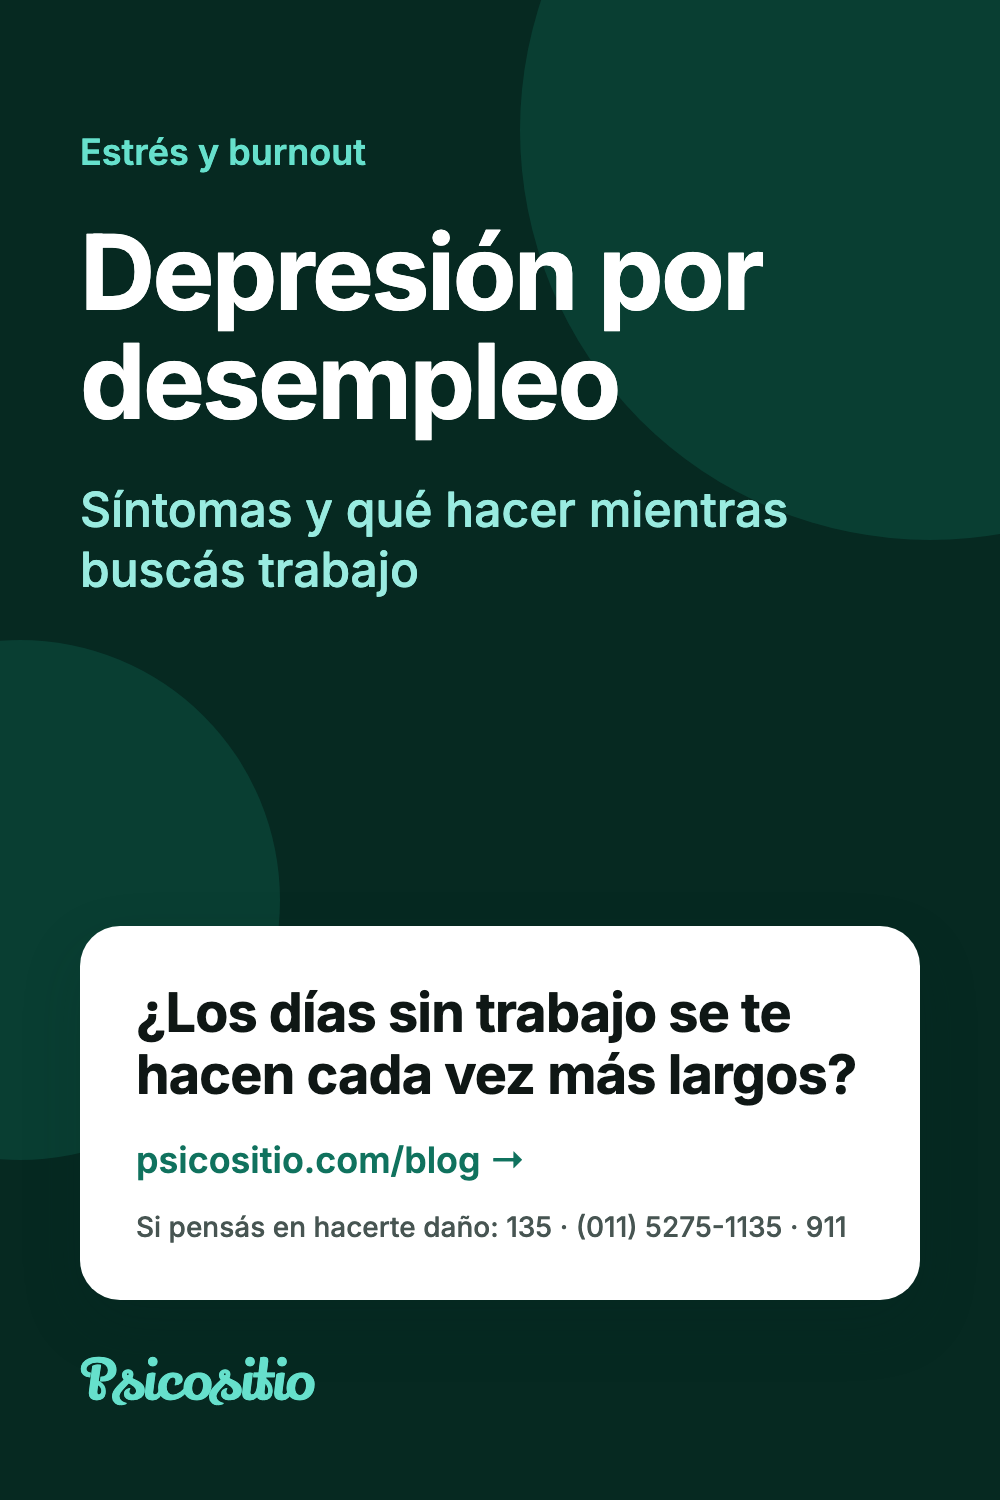 Estrés y burnout
Depresión por
desempleo
Síntomas y qué hacer mientras
buscás trabajo
¿Los días sin trabajo se te
hacen cada vez más largos?
psicositio.com/blog →
Si pensás en hacerte daño: 135 · (011) 5275-1135 · 911
Psicositio